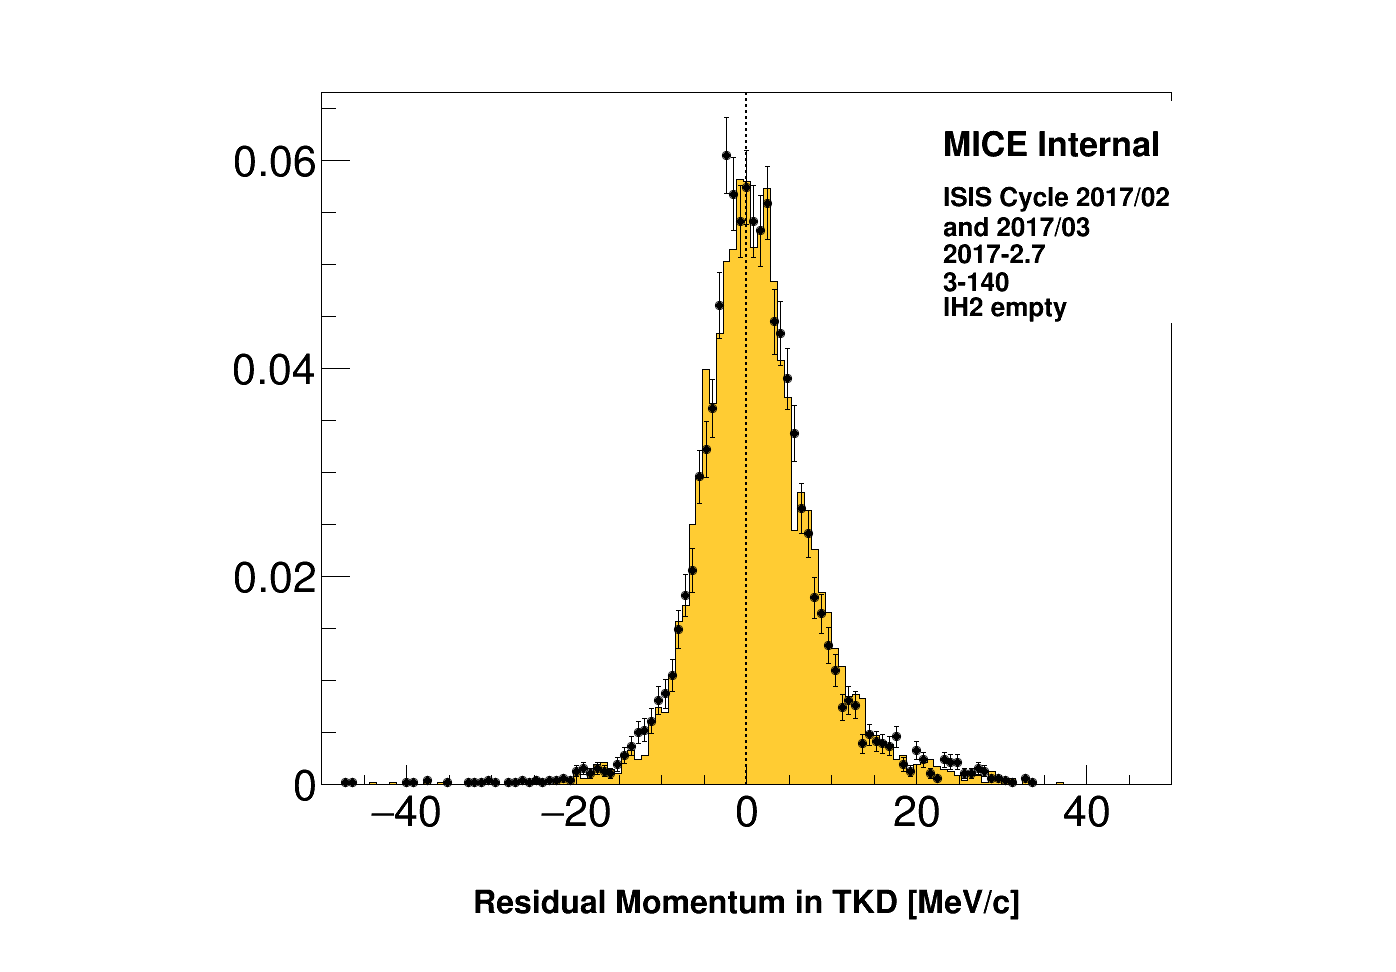 MICE Internal
ISIS Cycle 2017/02
and 2017/03
2017-2.7
3-140
IH2 empty
0.06
0.04
0.02
0
−40 −20 0 20 40
Residual Momentum in TKD [MeV/c]